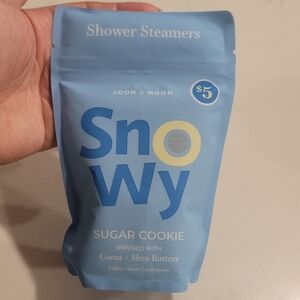 Shower Steamers
JOON X MOON
$5
Sno
Wy
SUGAR COOKIE
INFUSED WITH
Cocoa + Shea Butters